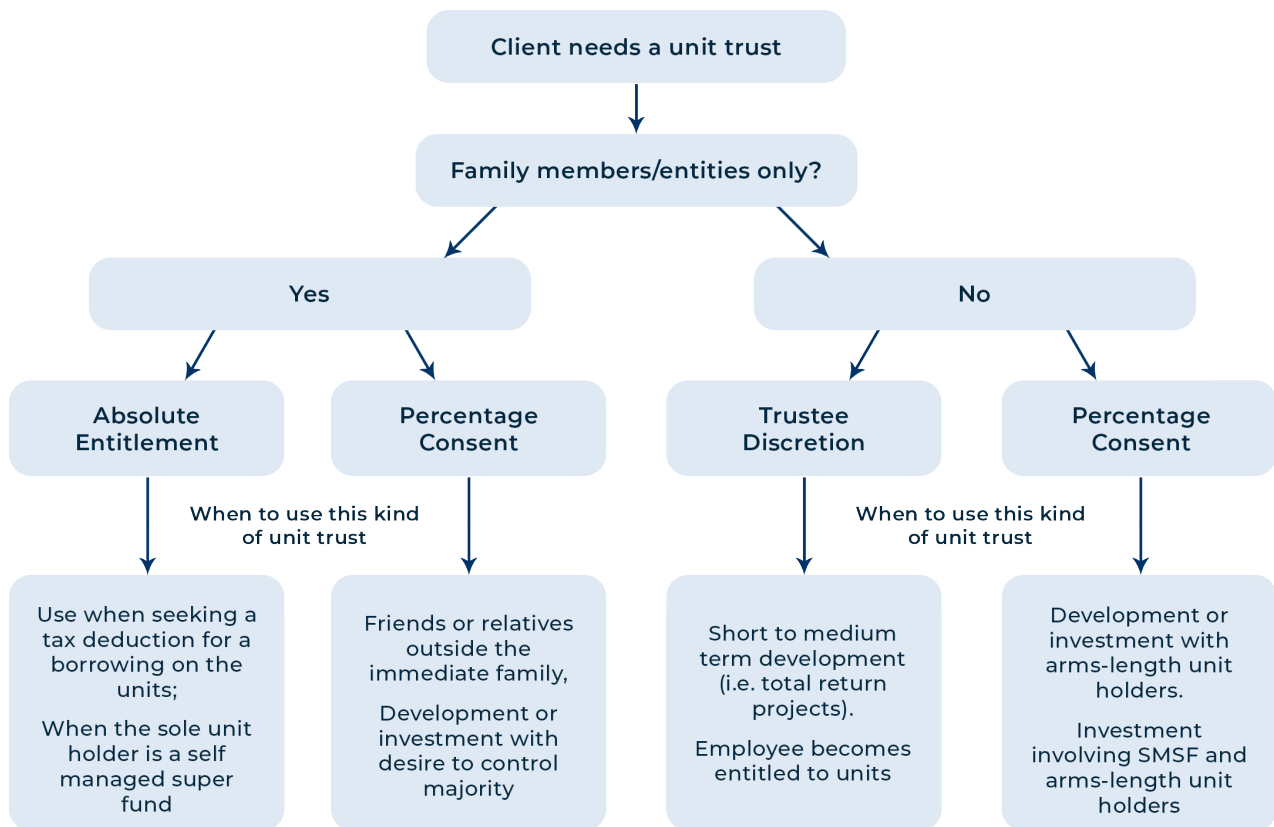 Client needs a unit trust
Family members/entities only?
Yes
No
Absolute
Entitlement
Percentage
Consent
Trustee
Discretion
Percentage
Consent
When to use this kind
of unit trust
When to use this kind
of unit trust
Use when seeking a
tax deduction for a
borrowing on the
units;
When the sole unit
holder is a self
managed super
fund
Friends or relatives
outside the
immediate family,
Development or
investment with
desire to control
majority
Short to medium
term development
(i.e. total return
projects).
Employee becomes
entitled to units
Development or
investment with
arms-length unit
holders.
Investment
involving SMSF and
arms-length unit
holders